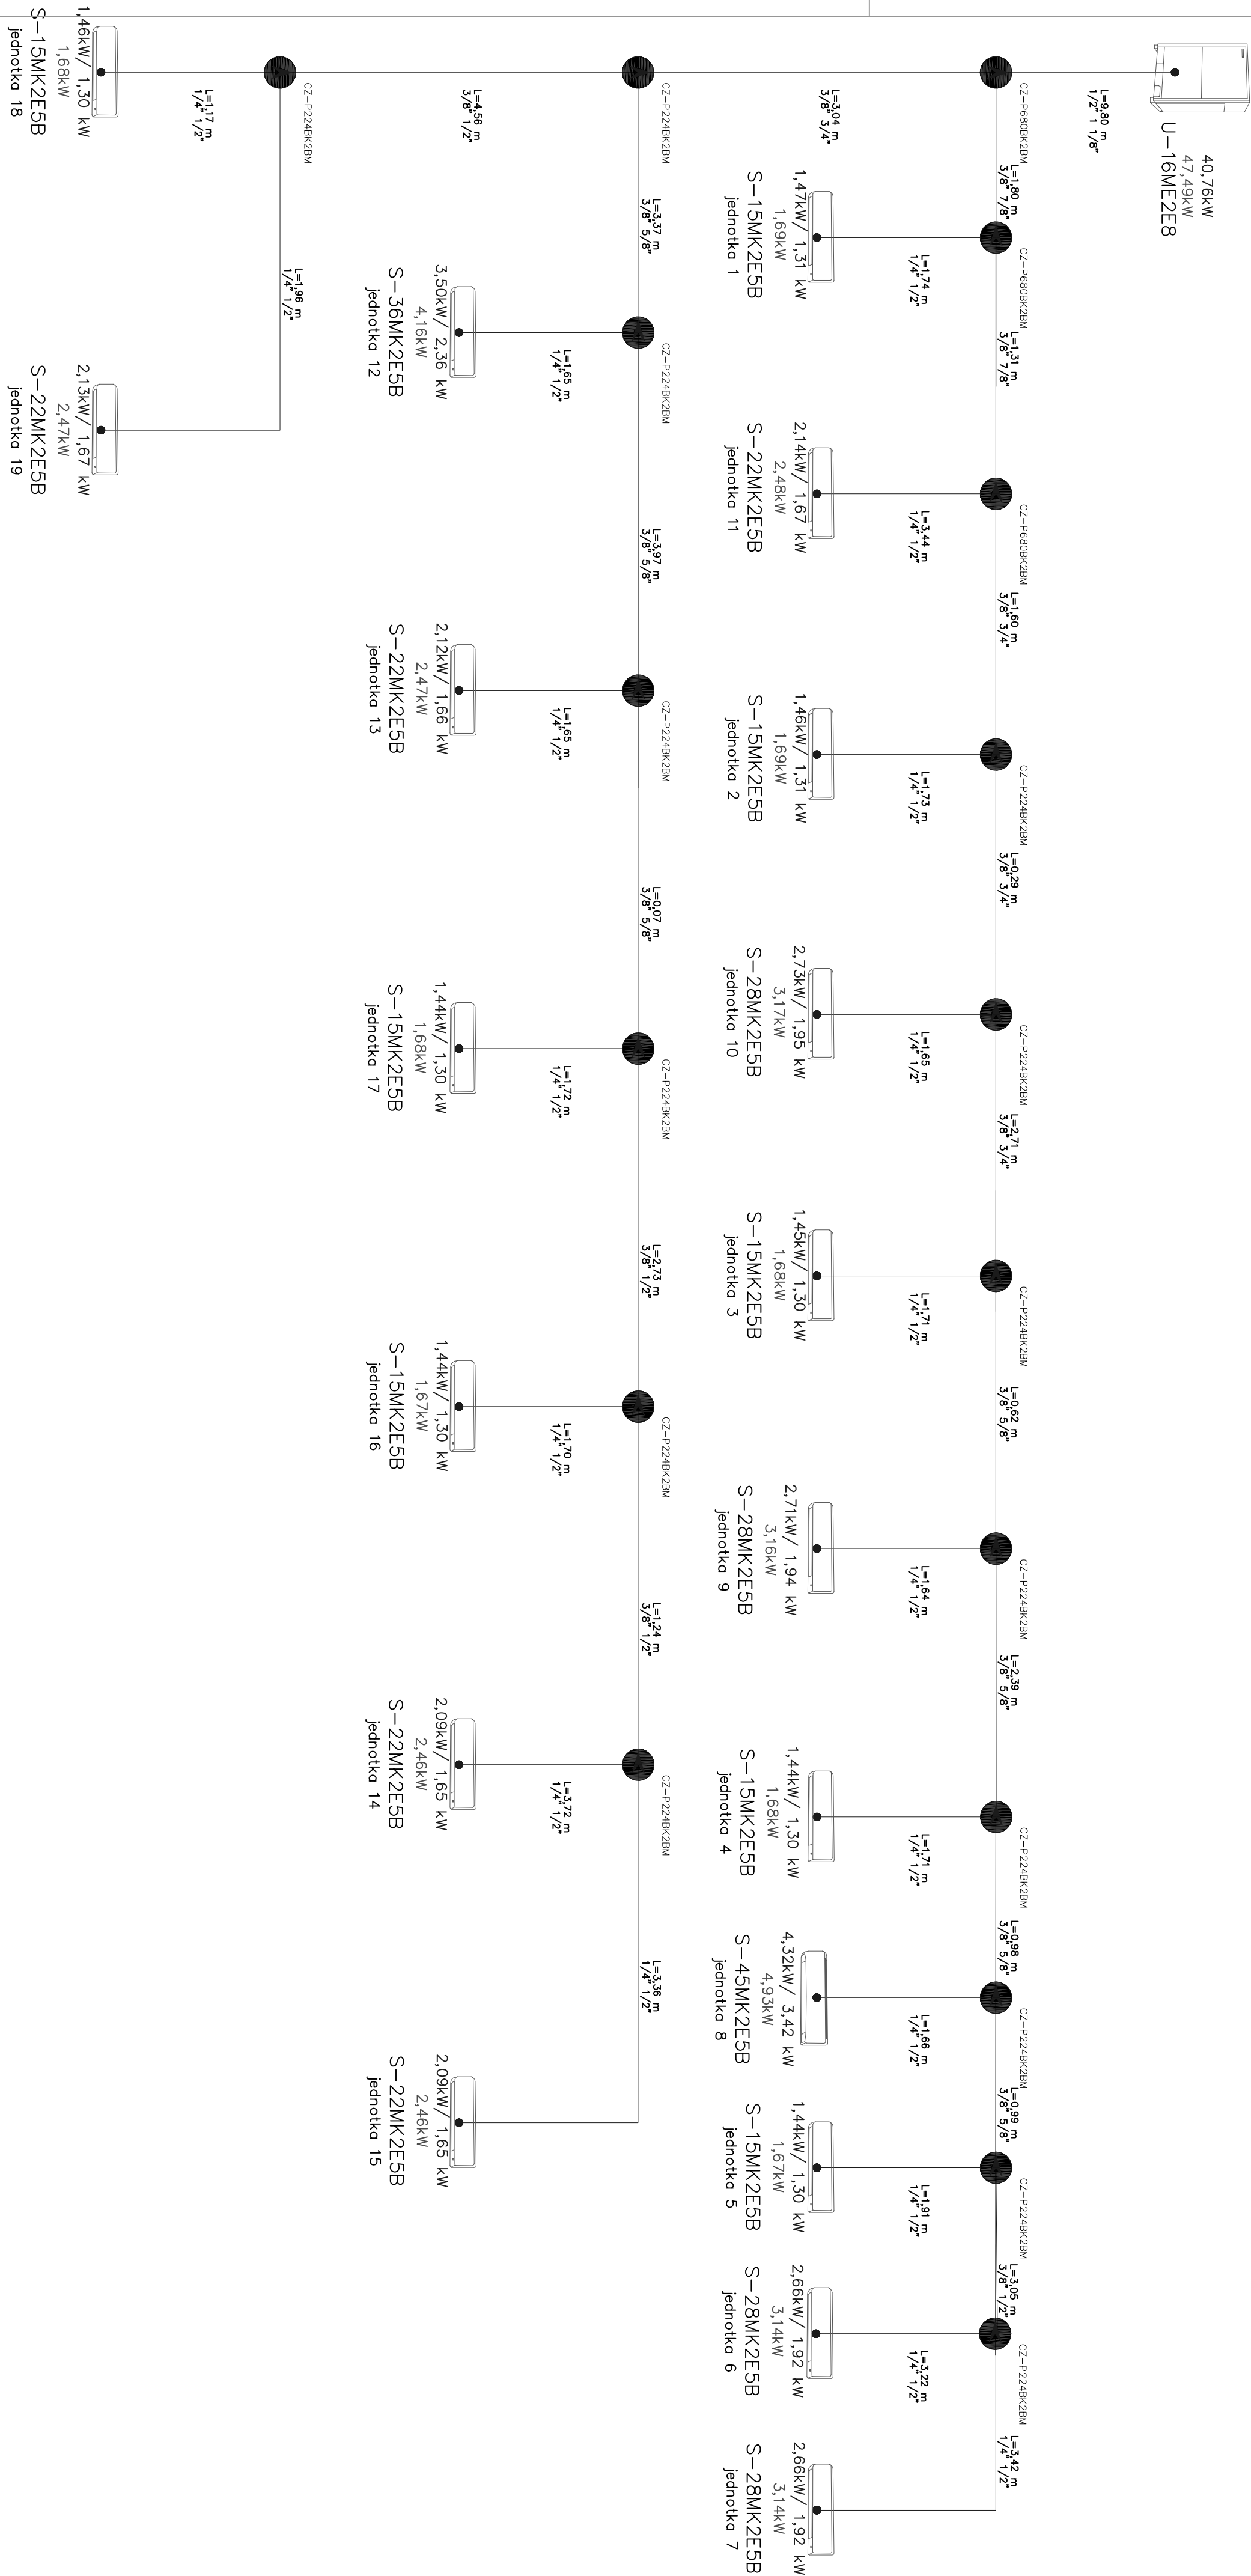 40,76kW
47,49kW
U-16ME2E8
L=9,80 m
1/2" 1 1/8"
CZ-P680BK2BM
L=1,80 m
3/8" 7/8"
CZ-P680BK2BM
L=1,74 m
1/4" 1/2"
1,47kW/ 1,31 kW
1,69kW
S-15MK2E5B
jednotka 1
L=1,31 m
3/8" 7/8"
CZ-P680BK2BM
L=3,44 m
1/4" 1/2"
2,14kW/ 1,67 kW
2,48kW
S-22MK2E5B
jednotka 11
L=1,60 m
3/8" 3/4"
CZ-P224BK2BM
L=1,73 m
1/4" 1/2"
1,46kW/ 1,31 kW
1,69kW
S-15MK2E5B
jednotka 2
L=0,29 m
3/8" 3/4"
CZ-P224BK2BM
L=1,65 m
1/4" 1/2"
2,73kW/ 1,95 kW
3,17kW
S-28MK2E5B
jednotka 10
L=2,71 m
3/8" 3/4"
CZ-P224BK2BM
L=1,71 m
1/4" 1/2"
1,45kW/ 1,30 kW
1,68kW
S-15MK2E5B
jednotka 3
L=0,62 m
3/8" 5/8"
CZ-P224BK2BM
L=1,64 m
1/4" 1/2"
2,71kW/ 1,94 kW
3,16kW
S-28MK2E5B
jednotka 9
L=2,39 m
3/8" 5/8"
CZ-P224BK2BM
L=1,71 m
1/4" 1/2"
1,44kW/ 1,30 kW
1,68kW
S-15MK2E5B
jednotka 4
L=0,98 m
3/8" 5/8"
CZ-P224BK2BM
L=1,66 m
1/4" 1/2"
4,32kW/ 3,42 kW
4,93kW
S-45MK2E5B
jednotka 8
L=0,99 m
3/8" 5/8"
CZ-P224BK2BM
L=1,91 m
1/4" 1/2"
1,44kW/ 1,30 kW
1,67kW
S-15MK2E5B
jednotka 5
L=3,05 m
3/8" 1/2"
CZ-P224BK2BM
L=3,22 m
1/4" 1/2"
2,66kW/ 1,92 kW
3,14kW
S-28MK2E5B
jednotka 6
L=3,42 m
1/4" 1/2"
2,66kW/ 1,92 kW
3,14kW
S-28MK2E5B
jednotka 7
L=3,04 m
3/8" 3/4"
CZ-P224BK2BM
L=3,37 m
3/8" 5/8"
CZ-P224BK2BM
L=1,65 m
1/4" 1/2"
3,50kW/ 2,36 kW
4,16kW
S-36MK2E5B
jednotka 12
L=3,97 m
3/8" 5/8"
CZ-P224BK2BM
L=1,65 m
1/4" 1/2"
2,12kW/ 1,66 kW
2,47kW
S-22MK2E5B
jednotka 13
L=0,07 m
3/8" 5/8"
CZ-P224BK2BM
L=1,72 m
1/4" 1/2"
1,44kW/ 1,30 kW
1,68kW
S-15MK2E5B
jednotka 17
L=2,73 m
3/8" 1/2"
CZ-P224BK2BM
L=1,70 m
1/4" 1/2"
1,44kW/ 1,30 kW
1,67kW
S-15MK2E5B
jednotka 16
L=1,24 m
3/8" 1/2"
CZ-P224BK2BM
L=3,72 m
1/4" 1/2"
2,09kW/ 1,65 kW
2,46kW
S-22MK2E5B
jednotka 14
L=3,36 m
1/4" 1/2"
2,09kW/ 1,65 kW
2,46kW
S-22MK2E5B
jednotka 15
L=4,56 m
3/8" 1/2"
CZ-P224BK2BM
L=1,17 m
1/4" 1/2"
1,46kW/ 1,30 kW
1,68kW
S-15MK2E5B
jednotka 18
L=1,96 m
1/4" 1/2"
2,13kW/ 1,67 kW
2,47kW
S-22MK2E5B
jednotka 19